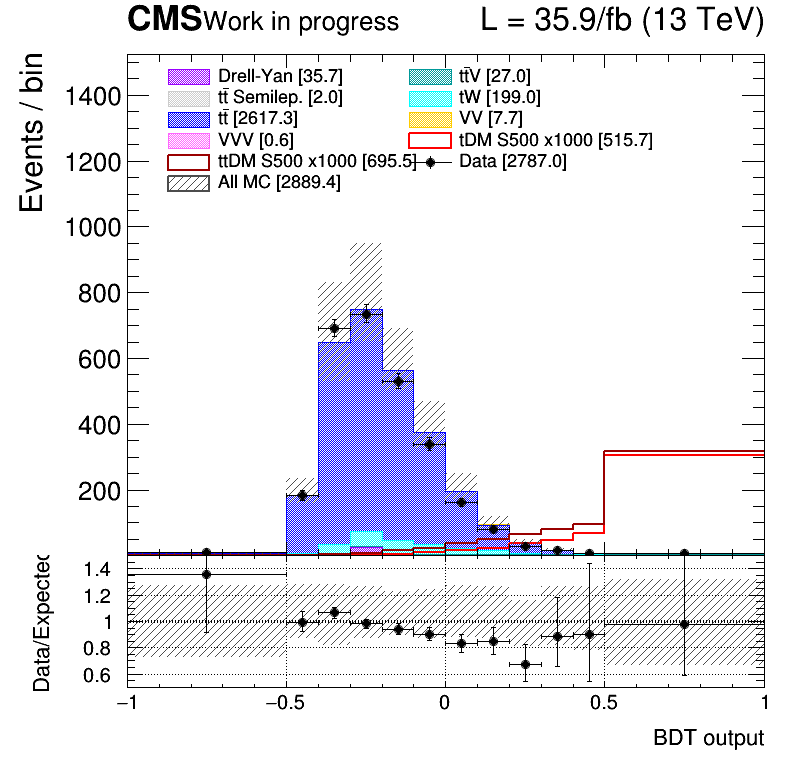 CMS Work in progress L = 35.9/fb (13 TeV)
Events / bin
Drell-Yan [35.7] tt̄V [27.0]
tt̄ Semilep. [2.0] tW [199.0]
tt̄ [2617.3] VV [7.7]
VVV [0.6] tDM S500 x1000 [515.7]
ttDM S500 x1000 [695.5] Data [2787.0]
All MC [2889.4]
1400
1200
1000
800
600
400
200
Data/Expected
1.4
1.2
1
0.8
0.6
−1 −0.5 0 0.5 1
BDT output